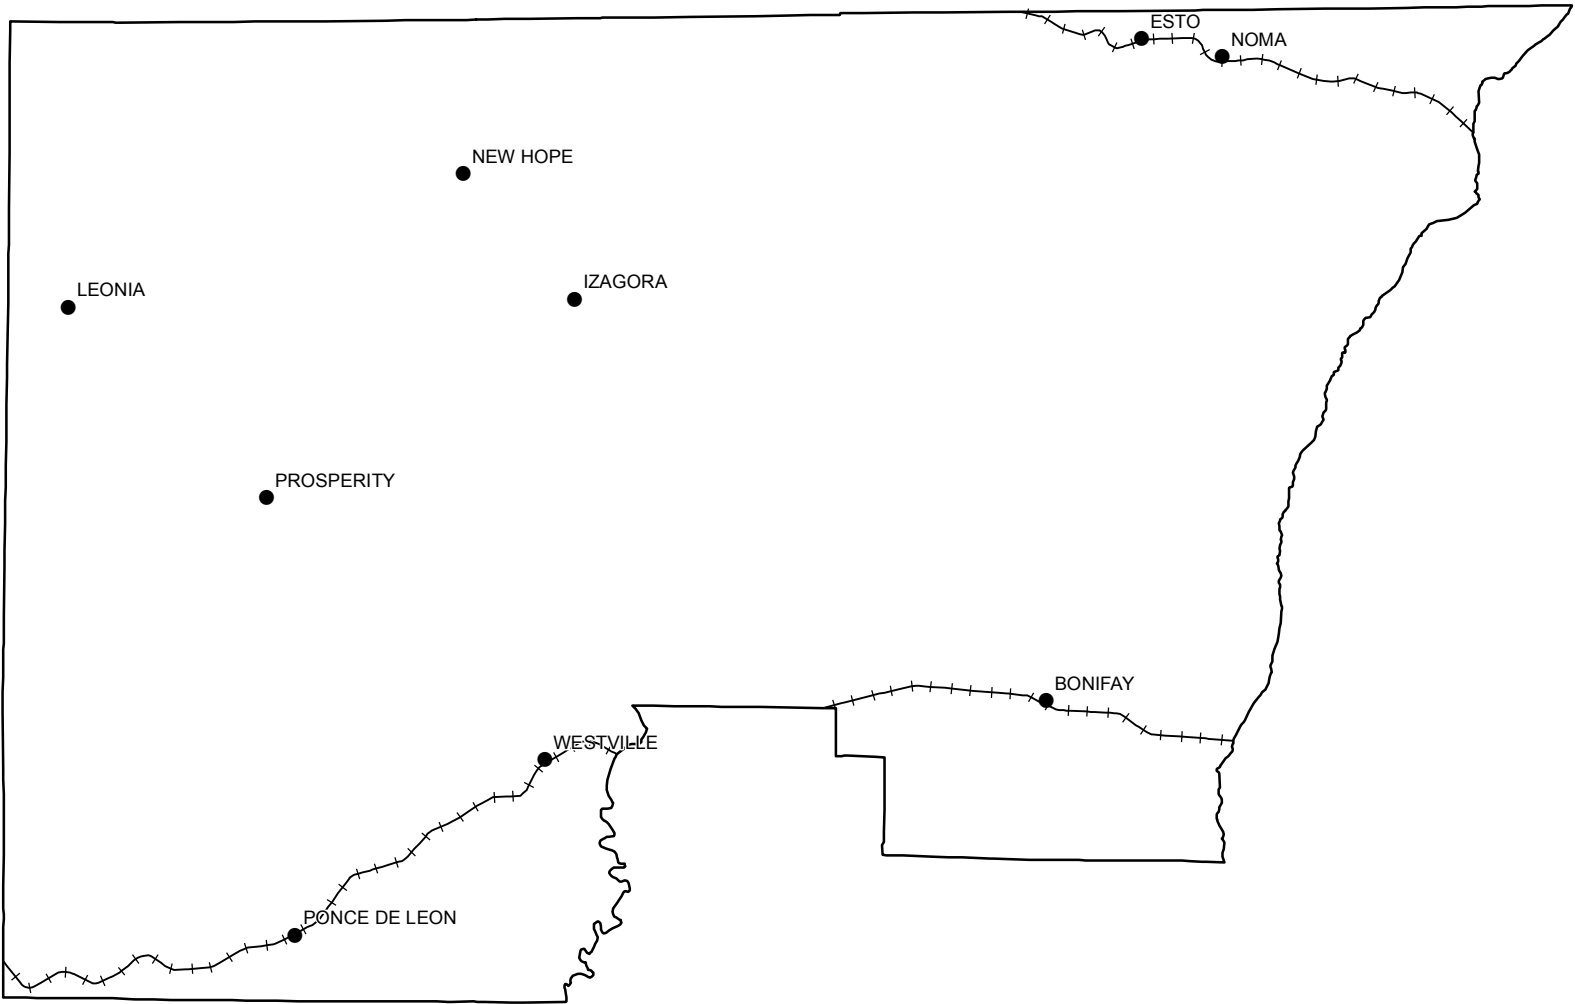 ESTO
NOMA
NEW HOPE
IZAGORA
LEONIA
PROSPERITY
BONIFAY
WESTVILLE
PONCE DE LEON